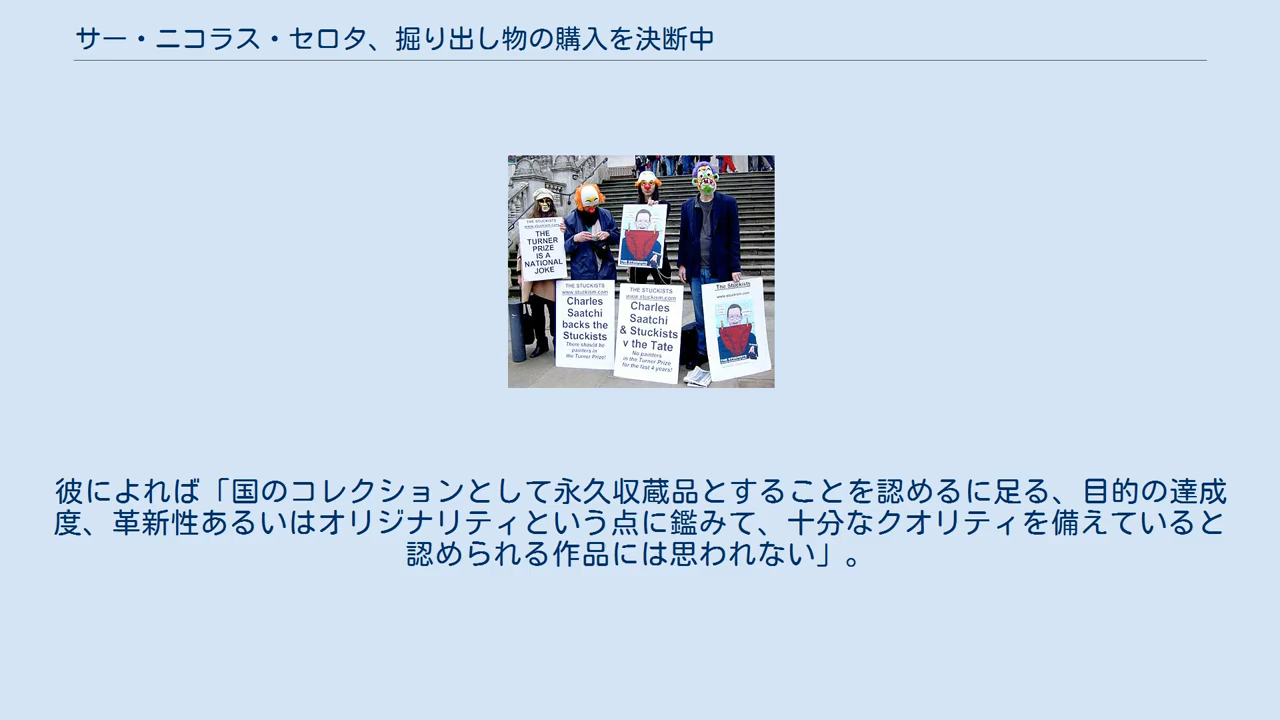 サー・ニコラス・セロタ、掘り出し物の購入を決断中
THE STUCKISTS
www.stuckism.com
THE
TURNER
PRIZE
IS A
NATIONAL
JOKE
THE STUCKISTS
www.stuckism.com
Charles
Saatchi
backs the
Stuckists
There should be
painters in
the Turner Prize!
THE STUCKISTS
www.stuckism.com
Charles
Saatchi
& Stuckists
v the Tate
No painters
in the Turner Prize
for the last 4 years!
The Stuckists
www.stuckism.com
彼によれば「国のコレクションとして永久収蔵品とすることを認めるに足る、目的の達成
度、革新性あるいはオリジナリティという点に鑑みて、十分なクオリティを備えていると
認められる作品には思われない」。